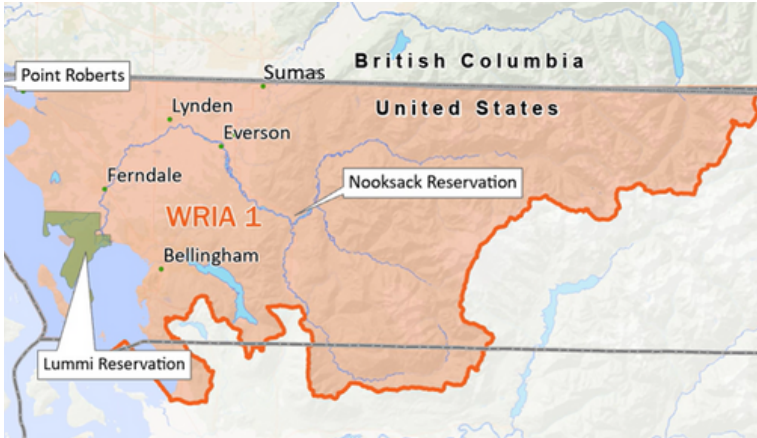 British Columbia
Point Roberts
Sumas
United States
Lynden
Everson
Ferndale
Nooksack Reservation
WRIA 1
Bellingham
Lummi Reservation